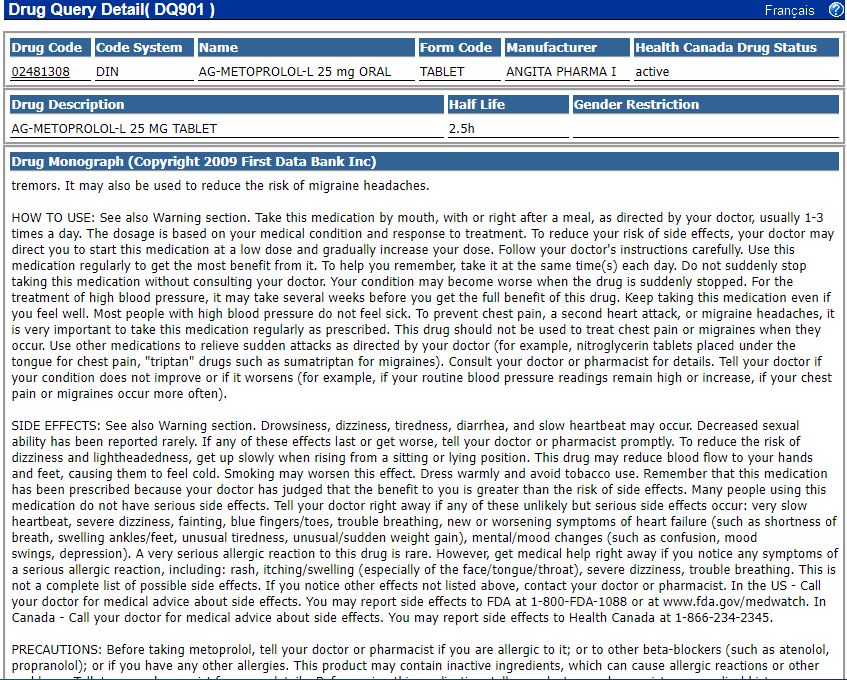 Drug Query Detail( DQ901 )
Français
Drug Code Code System Name Form Code Manufacturer Health Canada Drug Status
02481308 DIN AG-METOPROLOL-L 25 mg ORAL TABLET ANGITA PHARMA I active
Drug Description Half Life Gender Restriction
AG-METOPROLOL-L 25 MG TABLET 2.5h
Drug Monograph (Copyright 2009 First Data Bank Inc)
tremors. It may also be used to reduce the risk of migraine headaches.
HOW TO USE: See also Warning section. Take this medication by mouth, with or right after a meal, as directed by your doctor, usually 1-3
times a day. The dosage is based on your medical condition and response to treatment. To reduce your risk of side effects, your doctor may
direct you to start this medication at a low dose and gradually increase your dose. Follow your doctor's instructions carefully. Use this
medication regularly to get the most benefit from it. To help you remember, take it at the same time(s) each day. Do not suddenly stop
taking this medication without consulting your doctor. Your condition may become worse when the drug is suddenly stopped. For the
treatment of high blood pressure, it may take several weeks before you get the full benefit of this drug. Keep taking this medication even if
you feel well. Most people with high blood pressure do not feel sick. To prevent chest pain, a second heart attack, or migraine headaches, it
is very important to take this medication regularly as prescribed. This drug should not be used to treat chest pain or migraines when they
occur. Use other medications to relieve sudden attacks as directed by your doctor (for example, nitroglycerin tablets placed under the
tongue for chest pain, "triptan" drugs such as sumatriptan for migraines). Consult your doctor or pharmacist for details. Tell your doctor if
your condition does not improve or if it worsens (for example, if your routine blood pressure readings remain high or increase, if your chest
pain or migraines occur more often).
SIDE EFFECTS: See also Warning section. Drowsiness, dizziness, tiredness, diarrhea, and slow heartbeat may occur. Decreased sexual
ability has been reported rarely. If any of these effects last or get worse, tell your doctor or pharmacist promptly. To reduce the risk of
dizziness and lightheadedness, get up slowly when rising from a sitting or lying position. This drug may reduce blood flow to your hands
and feet, causing them to feel cold. Smoking may worsen this effect. Dress warmly and avoid tobacco use. Remember that this medication
has been prescribed because your doctor has judged that the benefit to you is greater than the risk of side effects. Many people using this
medication do not have serious side effects. Tell your doctor right away if any of these unlikely but serious side effects occur: very slow
heartbeat, severe dizziness, fainting, blue fingers/toes, trouble breathing, new or worsening symptoms of heart failure (such as shortness of
breath, swelling ankles/feet, unusual tiredness, unusual/sudden weight gain), mental/mood changes (such as confusion, mood
swings, depression). A very serious allergic reaction to this drug is rare. However, get medical help right away if you notice any symptoms of
a serious allergic reaction, including: rash, itching/swelling (especially of the face/tongue/throat), severe dizziness, trouble breathing. This is
not a complete list of possible side effects. If you notice other effects not listed above, contact your doctor or pharmacist. In the US - Call
your doctor for medical advice about side effects. You may report side effects to FDA at 1-800-FDA-1088 or at www.fda.gov/medwatch. In
Canada - Call your doctor for medical advice about side effects. You may report side effects to Health Canada at 1-866-234-2345.
PRECAUTIONS: Before taking metoprolol, tell your doctor or pharmacist if you are allergic to it; or to other beta-blockers (such as atenolol,
propranolol); or if you have any other allergies. This product may contain inactive ingredients, which can cause allergic reactions or other